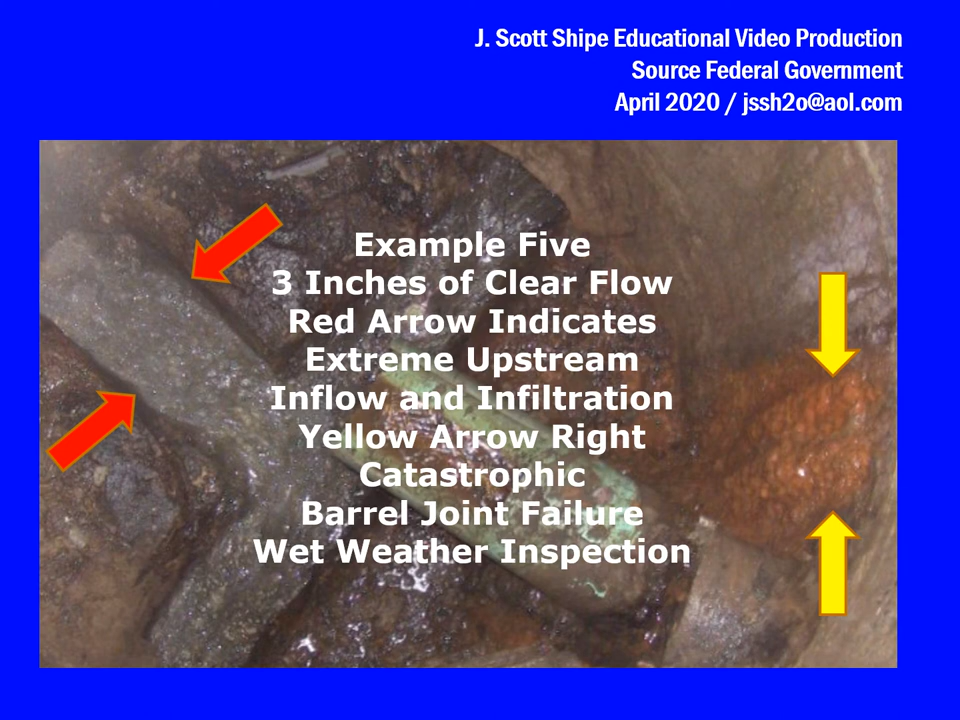 J. Scott Shipe Educational Video Production
Source Federal Government
April 2020 / jssh2o@aol.com
Example Five
3 Inches of Clear Flow
Red Arrow Indicates
Extreme Upstream
Inflow and Infiltration
Yellow Arrow Right
Catastrophic
Barrel Joint Failure
Wet Weather Inspection